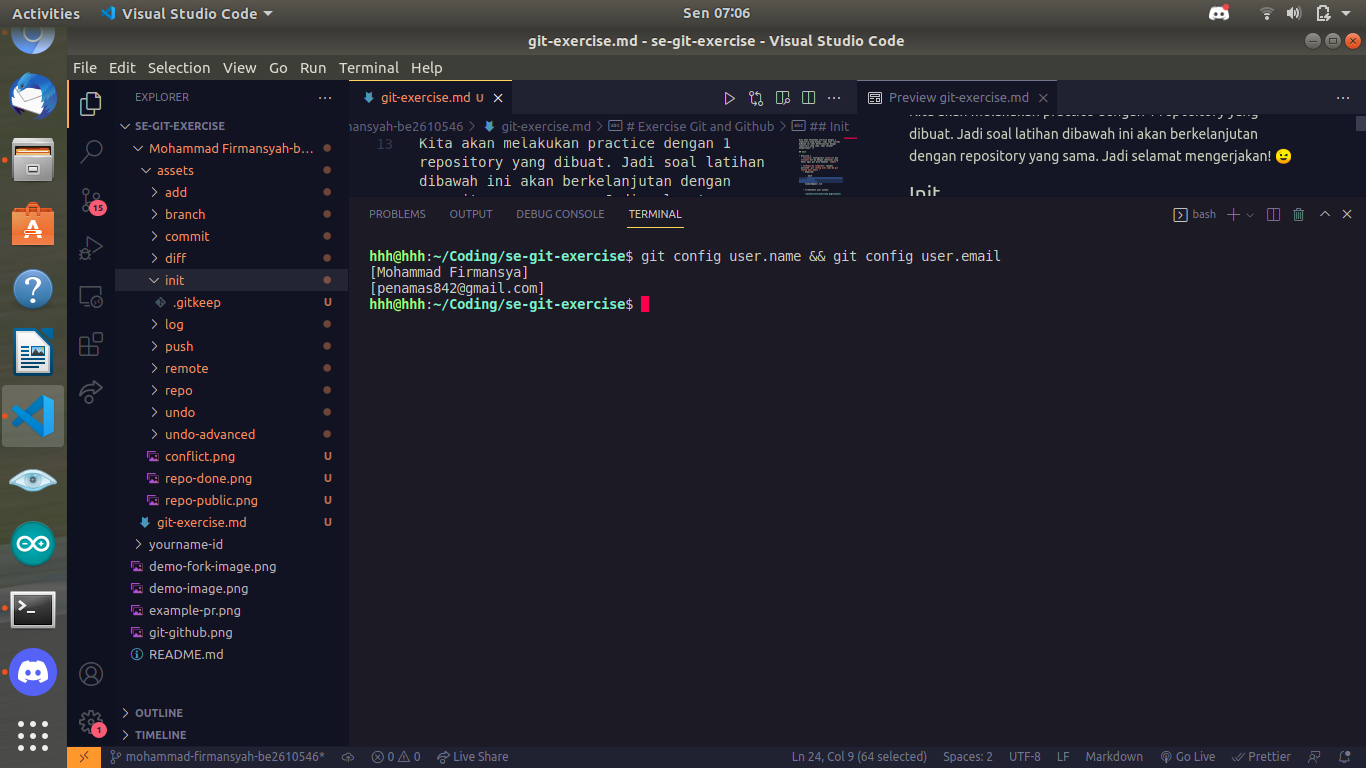 Activities Visual Studio Code Sen 07:06
git-exercise.md - se-git-exercise - Visual Studio Code
File Edit Selection View Go Run Terminal Help
EXPLORER
SE-GIT-EXERCISE
Mohammad Firmansyah-b...
assets
add
branch
commit
diff
init
.gitkeep U
log
push
remote
repo
undo
undo-advanced
conflict.png U
repo-done.png U
repo-public.png U
git-exercise.md U
yourname-id
demo-fork-image.png
demo-image.png
example-pr.png
git-github.png
README.md
OUTLINE
TIMELINE
15
1
git-exercise.md U
mansyah-be2610546 > git-exercise.md > # Exercise Git and Github > ## Init
13 Kita akan melakukan practice dengan 1
repository yang dibuat. Jadi soal latihan
dibawah ini akan berkelanjutan dengan
Preview git-exercise.md
dibuat. Jadi soal latihan dibawah ini akan berkelanjutan
dengan repository yang sama. Jadi selamat mengerjakan! 😉
Init
PROBLEMS OUTPUT DEBUG CONSOLE TERMINAL bash
hhh@hhh:~/Coding/se-git-exercise$ git config user.name && git config user.email
[Mohammad Firmansya]
[penamas842@gmail.com]
hhh@hhh:~/Coding/se-git-exercise$
mohammad-firmansyah-be2610546* 0 0 Live Share Ln 24, Col 9 (64 selected) Spaces: 2 UTF-8 LF Markdown Go Live Prettier